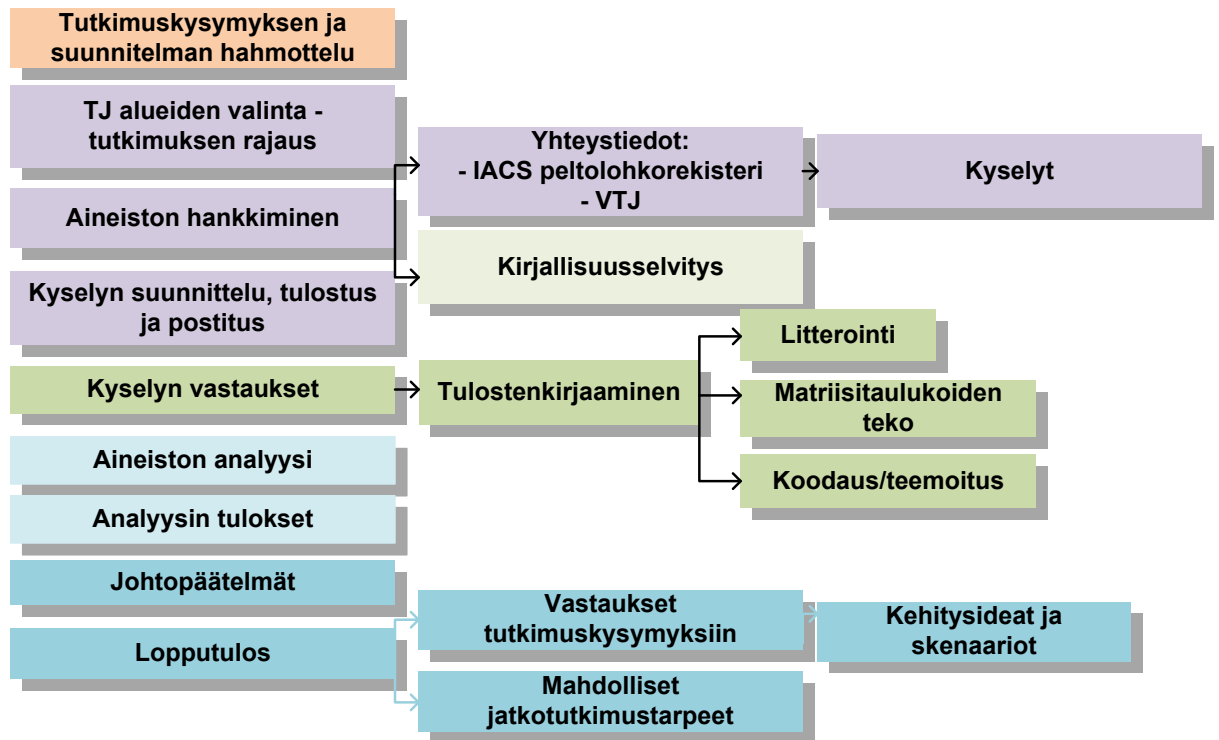 Tutkimuskysymyksen ja
suunnitelman hahmottelu
TJ alueiden valinta -
tutkimuksen rajaus
Aineiston hankkiminen
Kyselyn suunnittelu, tulostus
ja postitus
Yhteystiedot:
- IACS peltolohkorekisteri
- VTJ
Kyselyt
Kirjallisuusselvitys
Kyselyn vastaukset
Tulostenkirjaaminen
Litterointi
Matriisitaulukoiden
teko
Koodaus/teemoitus
Aineiston analyysi
Analyysin tulokset
Johtopäätelmät
Lopputulos
Vastaukset
tutkimuskysymyksiin
Kehitysideat ja
skenaariot
Mahdolliset
jatkotutkimustarpeet